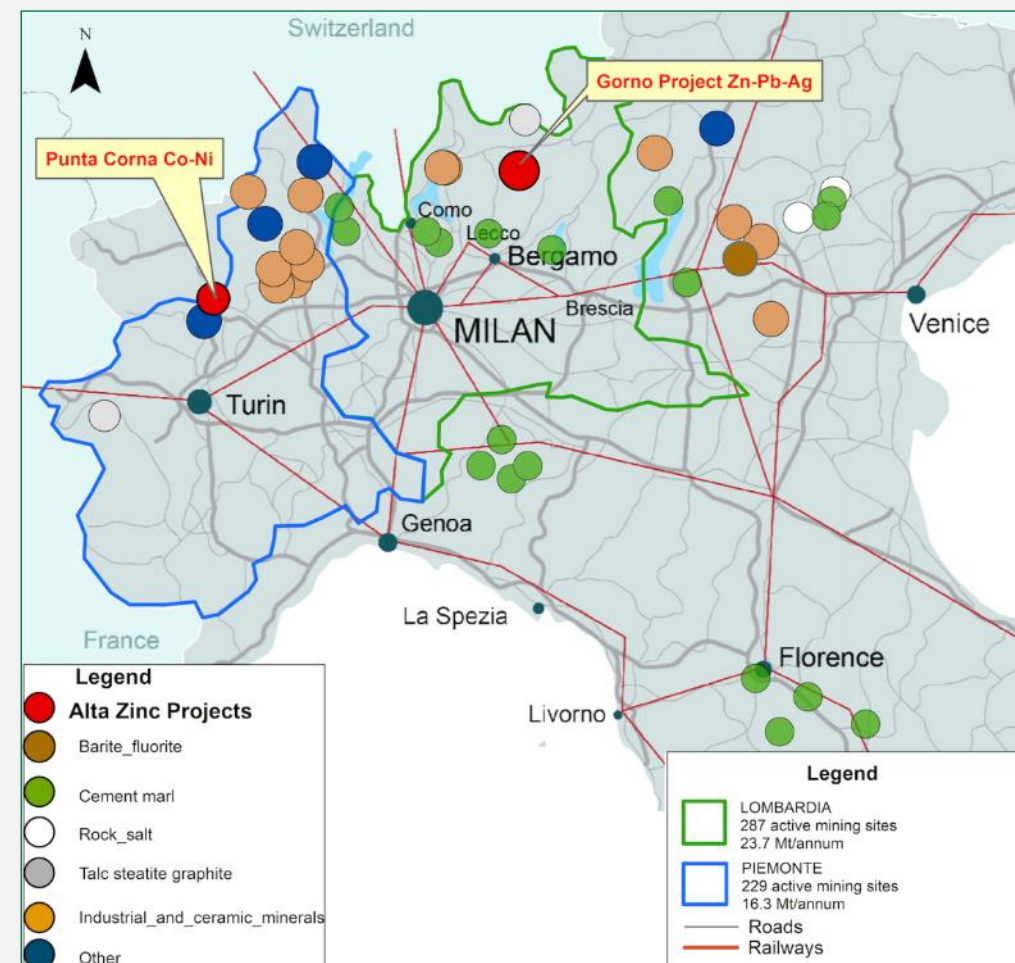 N
Switzerland
Gorno Project Zn-Pb-Ag
Punta Corna Co-Ni
Como
Lecco
Bergamo
Brescia
MILAN
Venice
Turin
Genoa
La Spezia
France
Florence
Livorno
Legend
Alta Zinc Projects
Barite_fluorite
Cement marl
Rock_salt
Talc steatite graphite
Industrial_and_ceramic_minerals
Other
Legend
LOMBARDIA
287 active mining sites
23.7 Mt/annum
PIEMONTE
229 active mining sites
16.3 Mt/annum
Roads
Railways